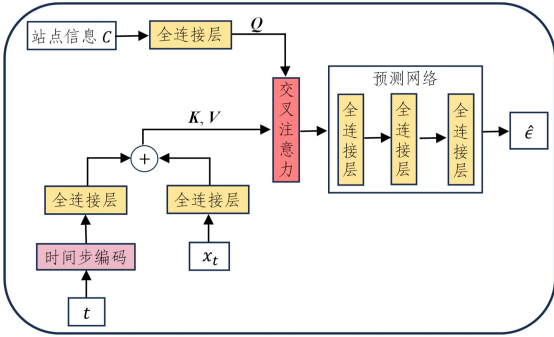 站点信息 C
全连接层
Q
交叉注意力
预测网络
全连接层
全连接层
全连接层
ε̂
K, V
+
全连接层
全连接层
时间步编码
x_t
t